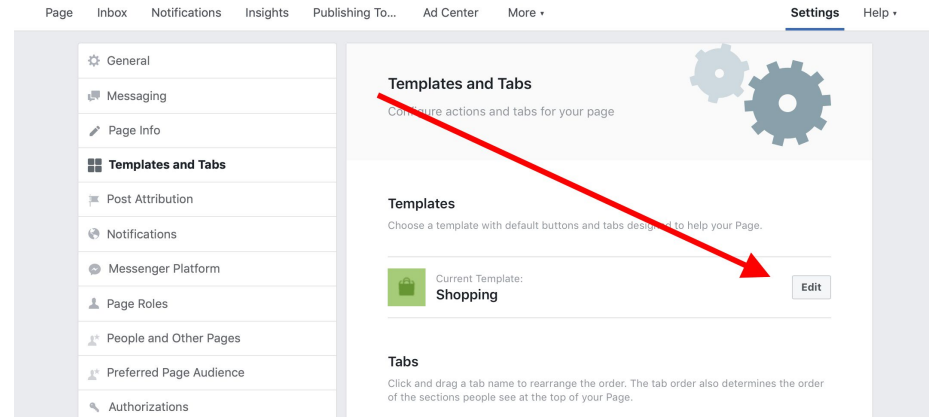 Page Inbox Notifications Insights Publishing To... Ad Center More Settings Help
General
Messaging
Page Info
Templates and Tabs
Post Attribution
Notifications
Messenger Platform
Page Roles
People and Other Pages
Preferred Page Audience
Authorizations
Templates and Tabs
Configure actions and tabs for your page
Templates
Choose a template with default buttons and tabs designed to help your Page.
Current Template:
Shopping
Edit
Tabs
Click and drag a tab name to rearrange the order. The tab order also determines the order
of the sections people see at the top of your Page.